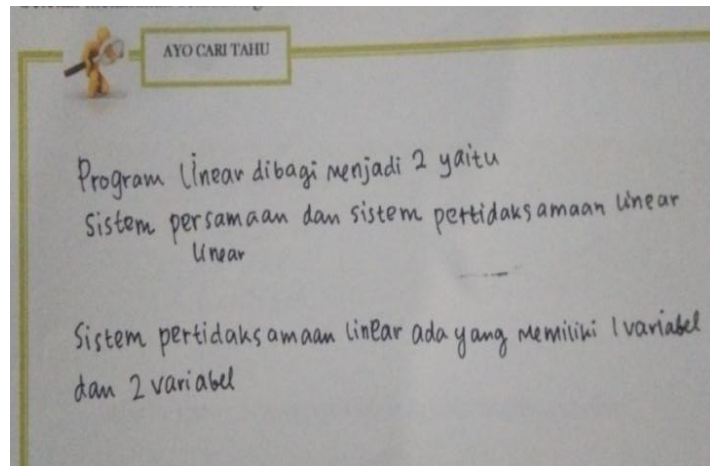 AYO CARI TAHU
Program linear dibagi menjadi 2 yaitu
Sistem persamaan dan sistem pertidaksamaan linear
linear
Sistem pertidaksamaan linear ada yang memiliki 1 variabel
dan 2 variabel